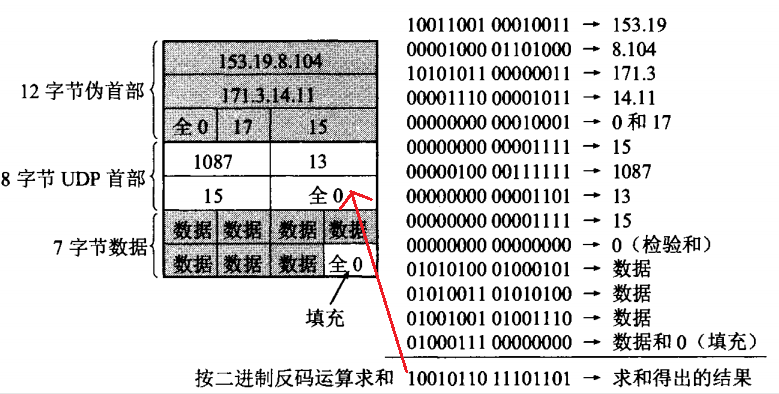 12 字节伪首部
153.19.8.104
171.3.14.11
全 0 17 15
8 字节 UDP 首部
1087 13
15 全 0
7 字节数据
数据 数据 数据 数据
数据 数据 数据 全 0
填充
10011001 00010011 → 153.19
00001000 01101000 → 8.104
10101011 00000011 → 171.3
00001110 00001011 → 14.11
00000000 00010001 → 0 和 17
00000000 00001111 → 15
00000100 00111111 → 1087
00000000 00001101 → 13
00000000 00001111 → 15
00000000 00000000 → 0（检验和）
01010100 01000101 → 数据
01010011 01010100 → 数据
01001001 01001110 → 数据
01000111 00000000 → 数据和 0（填充）
按二进制反码运算求和 10010110 11101101 → 求和得出的结果